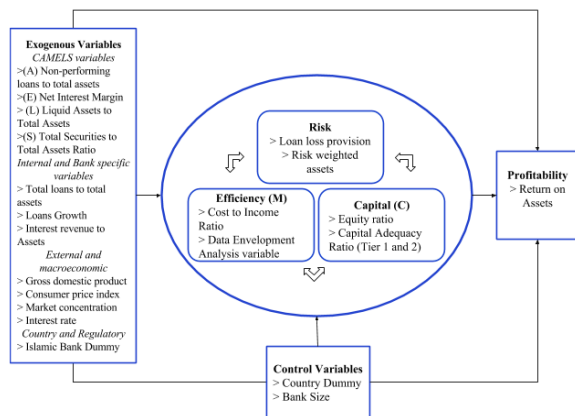 Exogenous Variables
CAMELS variables
>(A) Non-performing
loans to total assets
>(E) Net Interest Margin
> (L) Liquid Assets to
Total Assets
>(S) Total Securities to
Total Assets Ratio
Internal and Bank specific
variables
> Total loans to total
assets
> Loans Growth
> Interest revenue to
Assets
External and
macroeconomic
> Gross domestic product
> Consumer price index
> Market concentration
> Interest rate
Country and Regulatory
> Islamic Bank Dummy
Risk
> Loan loss provision
> Risk weighted
assets
Efficiency (M)
> Cost to Income
Ratio
> Data Envelopment
Analysis variable
Capital (C)
> Equity ratio
> Capital Adequacy
Ratio (Tier 1 and 2)
Profitability
> Return on
Assets
Control Variables
> Country Dummy
> Bank Size